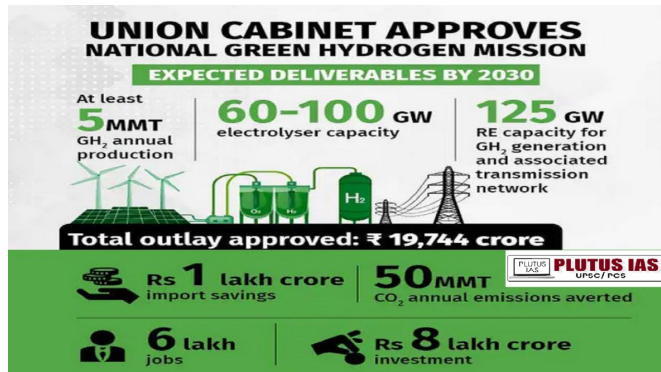 UNION CABINET APPROVES
NATIONAL GREEN HYDROGEN MISSION
EXPECTED DELIVERABLES BY 2030
At least
5MMT
GH₂ annual
production
60-100 GW
electrolyser capacity
125 GW
RE capacity for
GH₂ generation
and associated
transmission
network
O₂
H₂
H₂
Total outlay approved: ₹ 19,744 crore
PLUTUS
IAS
PLUTUS IAS
UPSC/PCS
Rs 1 lakh crore
import savings
50MMT
CO₂ annual emissions averted
6 lakh
jobs
Rs 8 lakh crore
investment